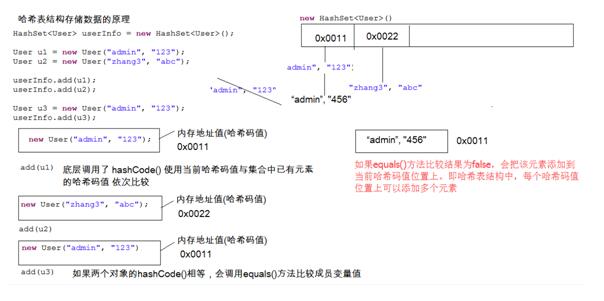 哈希表结构存储数据的原理
HashSet<User> userInfo = new HashSet<User>();
User u1 = new User("admin", "123");
User u2 = new User("zhang3", "abc");
userInfo.add(u1);
userInfo.add(u2);
User u3 = new User("admin", "123");
userInfo.add(u3);
new HashSet<User>()
0x0011
0x0022
admin", "123";
'admin", "123"
"zhang3", "abc"
"admin", "456"
new User("admin", "123");
内存地址值(哈希码值)
0x0011
"admin", "456"
0x0011
add(u1) 底层调用了 hashCode() 使用当前哈希码值与集合中已有元素
的哈希码值 依次比较
如果equals()方法比较结果为false，会把该元素添加到
当前哈希码值位置上，即哈希表结构中，每个哈希码值
位置上可以添加多个元素
new User("zhang3", "abc");
内存地址值(哈希码值)
0x0022
add(u2)
new User("admin", "123")
内存地址值(哈希码值)
0x0011
add(u3) 如果两个对象的hashCode()相等，会调用equals()方法比较成员变量值